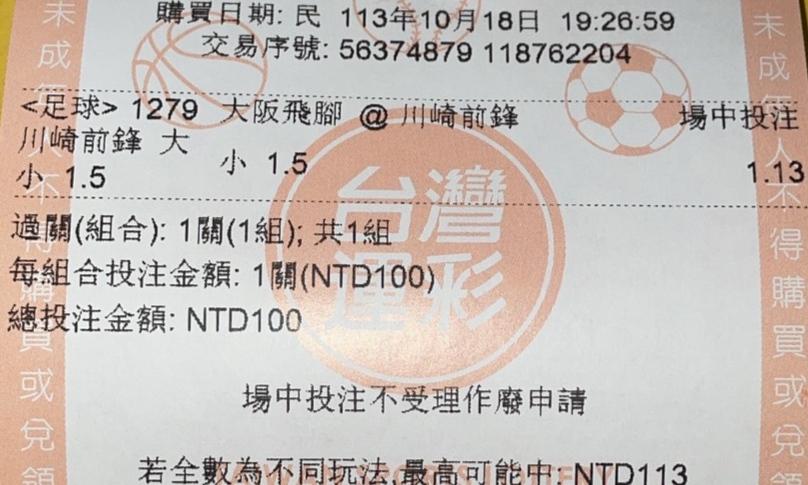 購買日期: 民 113年10月18日 19:26:59
交易序號: 56374879 118762204
<足球> 1279 大阪飛腳 @ 川崎前鋒 場中投注
川崎前鋒 大
小 1.5 小 1.5 1.13
過關(組合): 1關(1組); 共1組
每組合投注金額: 1關(NTD100)
總投注金額: NTD100
場中投注不受理作廢申請
若全數為不同玩法,最高可能中: NTD113
台灣
運彩
未成年人不得購買或兌領
未成年人不得購買或兌領